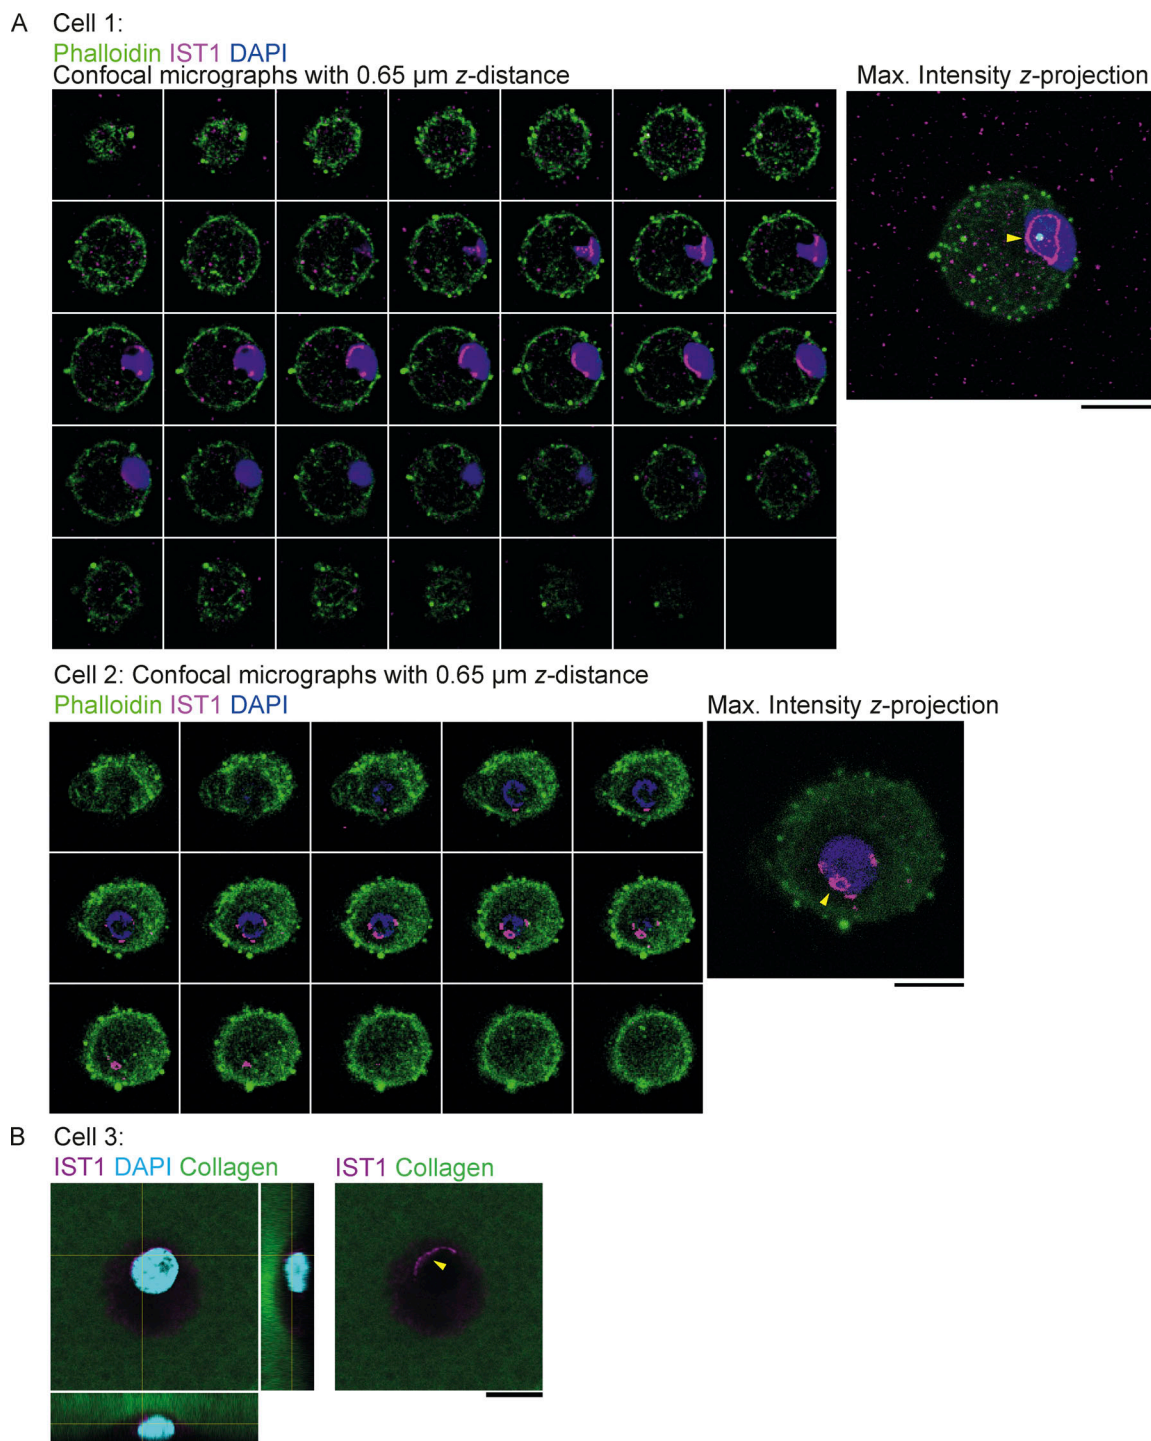 A Cell 1:
Phalloidin IST1 DAPI
Confocal micrographs with 0.65 µm z-distance
Max. Intensity z-projection
Cell 2: Confocal micrographs with 0.65 µm z-distance
Phalloidin IST1 DAPI
Max. Intensity z-projection
B Cell 3:
IST1 DAPI Collagen
IST1 Collagen